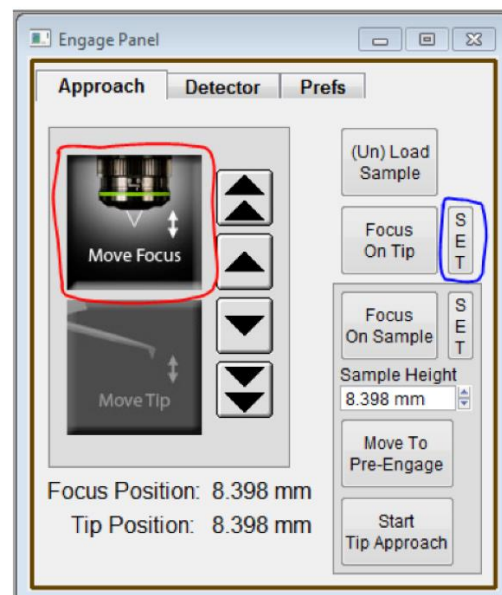 Engage Panel
Approach Detector Prefs
Move Focus
Move Tip
(Un) Load
Sample
Focus
On Tip
S
E
T
Focus
On Sample
S
E
T
Sample Height
8.398 mm
Move To
Pre-Engage
Start
Tip Approach
Focus Position: 8.398 mm
Tip Position: 8.398 mm